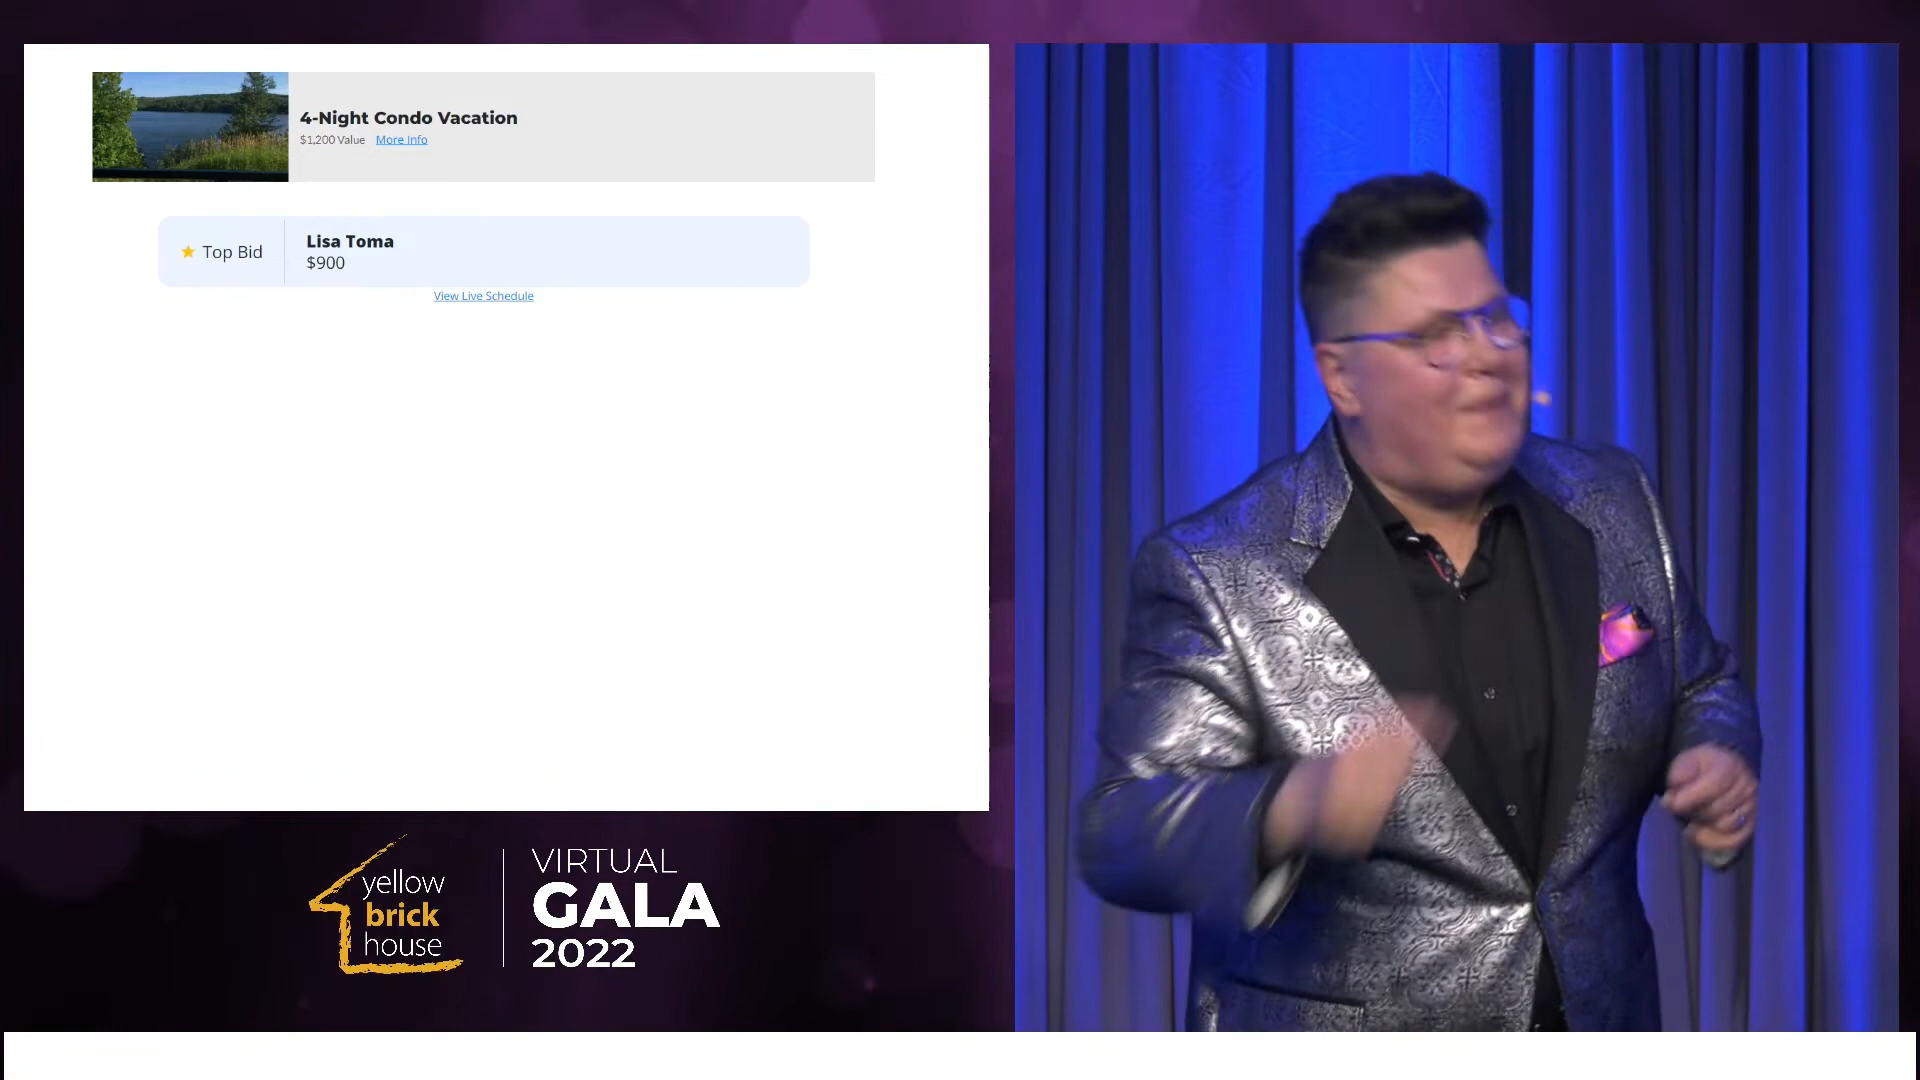 4-Night Condo Vacation
$1,200 Value More Info
Top Bid
Lisa Toma
$900
View Live Schedule
yellow
brick
house
VIRTUAL
GALA
2022